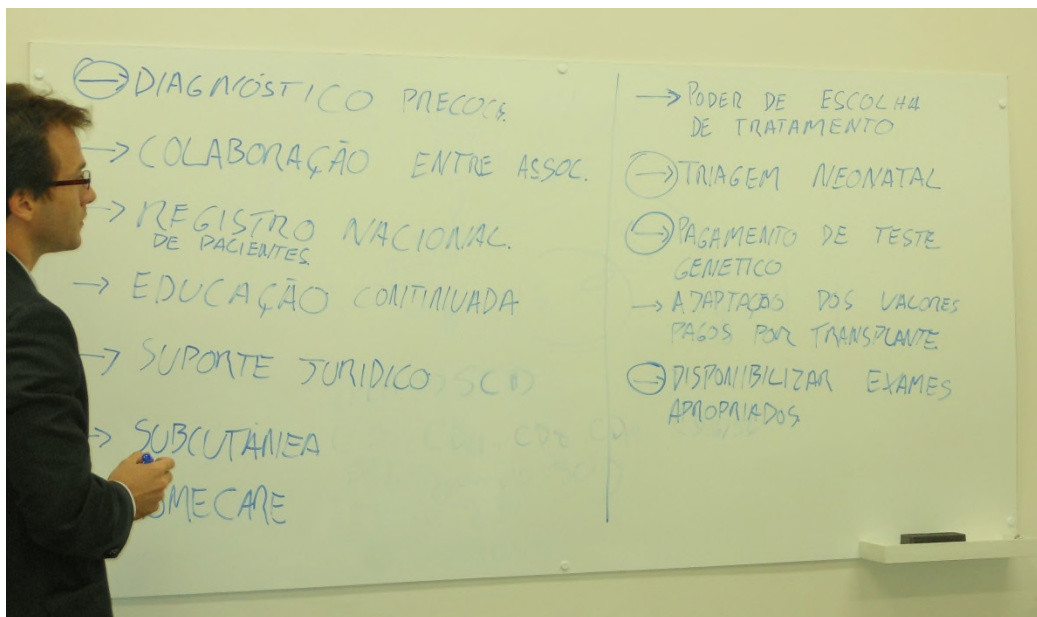 → DIAGNÓSTICO PRECOCE.
→ COLABORAÇÃO ENTRE ASSOC.
→ REGISTRO NACIONAL.
DE PACIENTES.
→ EDUCAÇÃO CONTINUADA
→ SUPORTE JURIDICO
→ SUBCUTÂNEA
→ PODER DE ESCOLHA
DE TRATAMENTO
→ TRIAGEM NEONATAL
→ PAGAMENTO DE TESTE
GENETICO
→ ADAPTAÇÃO DOS VALORES
PAGOS POR TRANSPLANTE.
→ DISPONIBILIZAR EXAMES
APROPRIADOS